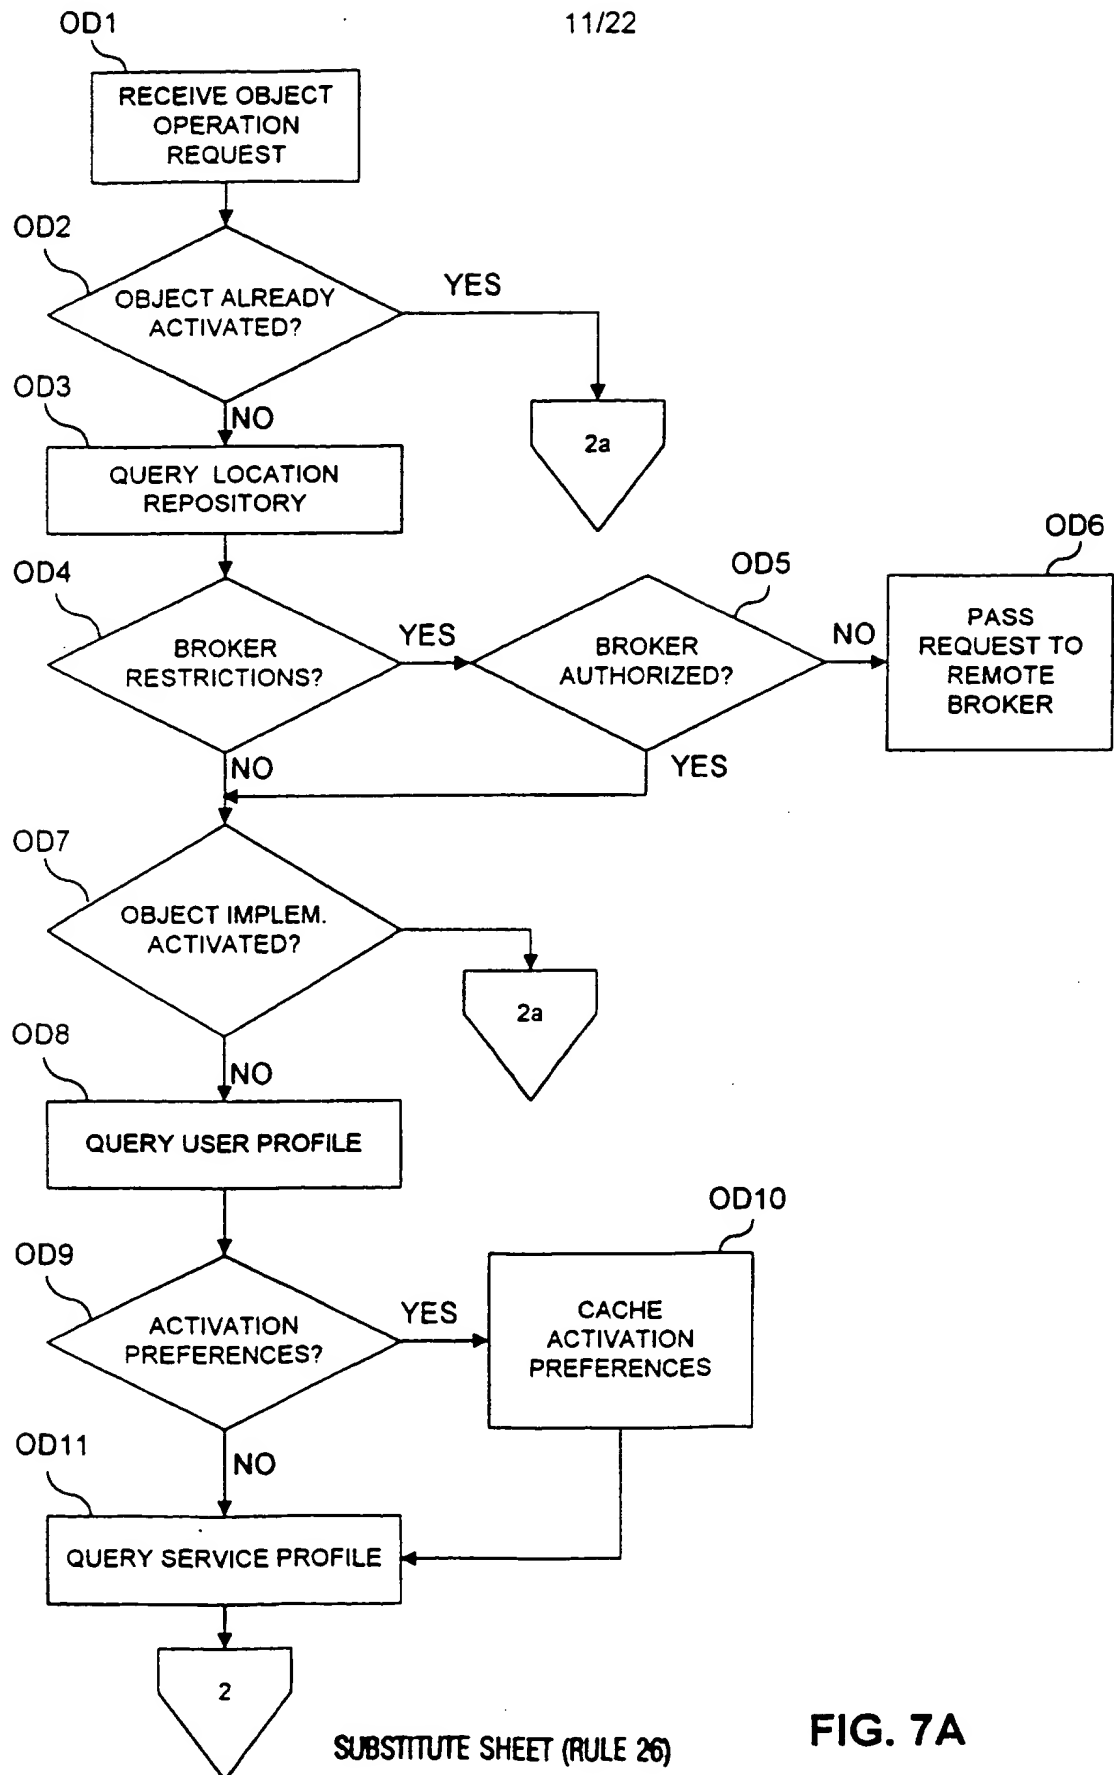 OD1
11/22
RECEIVE OBJECT
OPERATION
REQUEST
OD2
OBJECT ALREADY
ACTIVATED?
YES
2a
NO
OD3
QUERY LOCATION
REPOSITORY
OD4
BROKER
RESTRICTIONS?
YES
OD5
BROKER
AUTHORIZED?
NO
OD6
PASS
REQUEST TO
REMOTE
BROKER
NO
YES
OD7
OBJECT IMPLEM.
ACTIVATED?
2a
NO
OD8
QUERY USER PROFILE
OD9
ACTIVATION
PREFERENCES?
YES
OD10
CACHE
ACTIVATION
PREFERENCES
NO
OD11
QUERY SERVICE PROFILE
2
SUBSTITUTE SHEET (RULE 26)
FIG. 7A